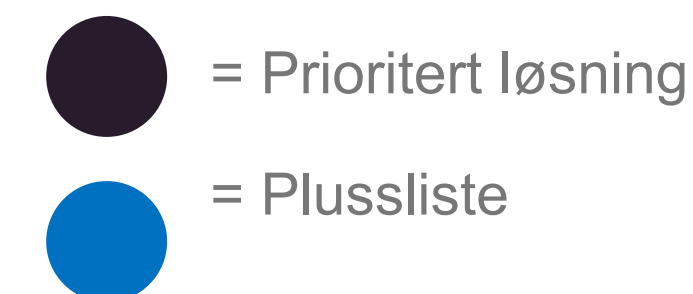 = Prioritert løsning
= Plussliste